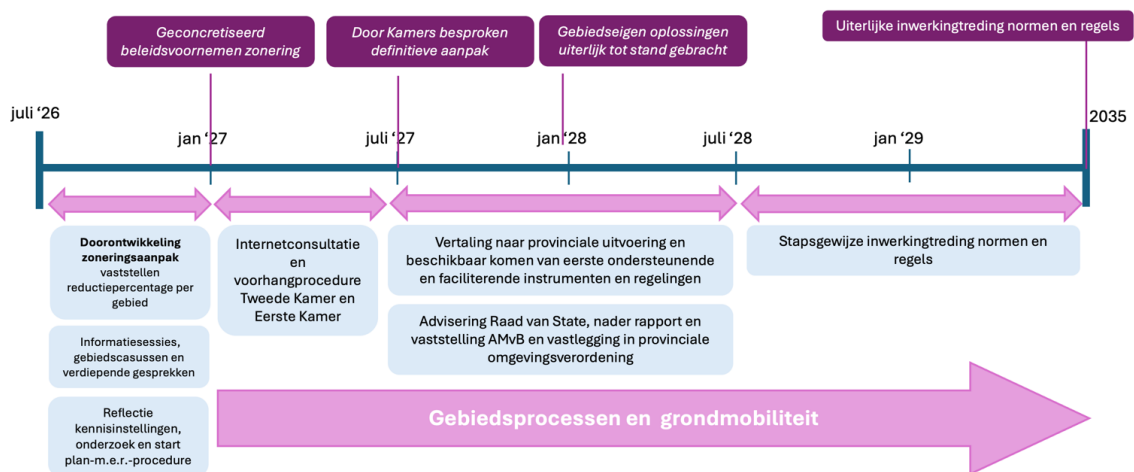 Geconcretiseerd
beleidsvoornemen zonering
Door Kamers besproken
definitieve aanpak
Gebiedseigen oplossingen
uiterlijk tot stand gebracht
Uiterlijke inwerkingtreding normen en regels
juli ‘26
jan ‘27
juli ‘27
jan ‘28
juli ‘28
jan ‘29
2035
Doorontwikkeling
zoneringsaanpak
vaststellen
reductiepercentage per
gebied
Informatiesessies,
gebiedscasussen en
verdiepende gesprekken
Reflectie
kennisinstellingen,
onderzoek en start
plan-m.e.r.-procedure
Internetconsultatie
en
voorhangprocedure
Tweede Kamer en
Eerste Kamer
Vertaling naar provinciale uitvoering en
beschikbaar komen van eerste ondersteunende
en faciliterende instrumenten en regelingen
Advisering Raad van State, nader rapport en
vaststelling AMvB en vastlegging in provinciale
omgevingsverordening
Stapsgewijze inwerkingtreding normen en
regels
Gebiedsprocessen en grondmobiliteit